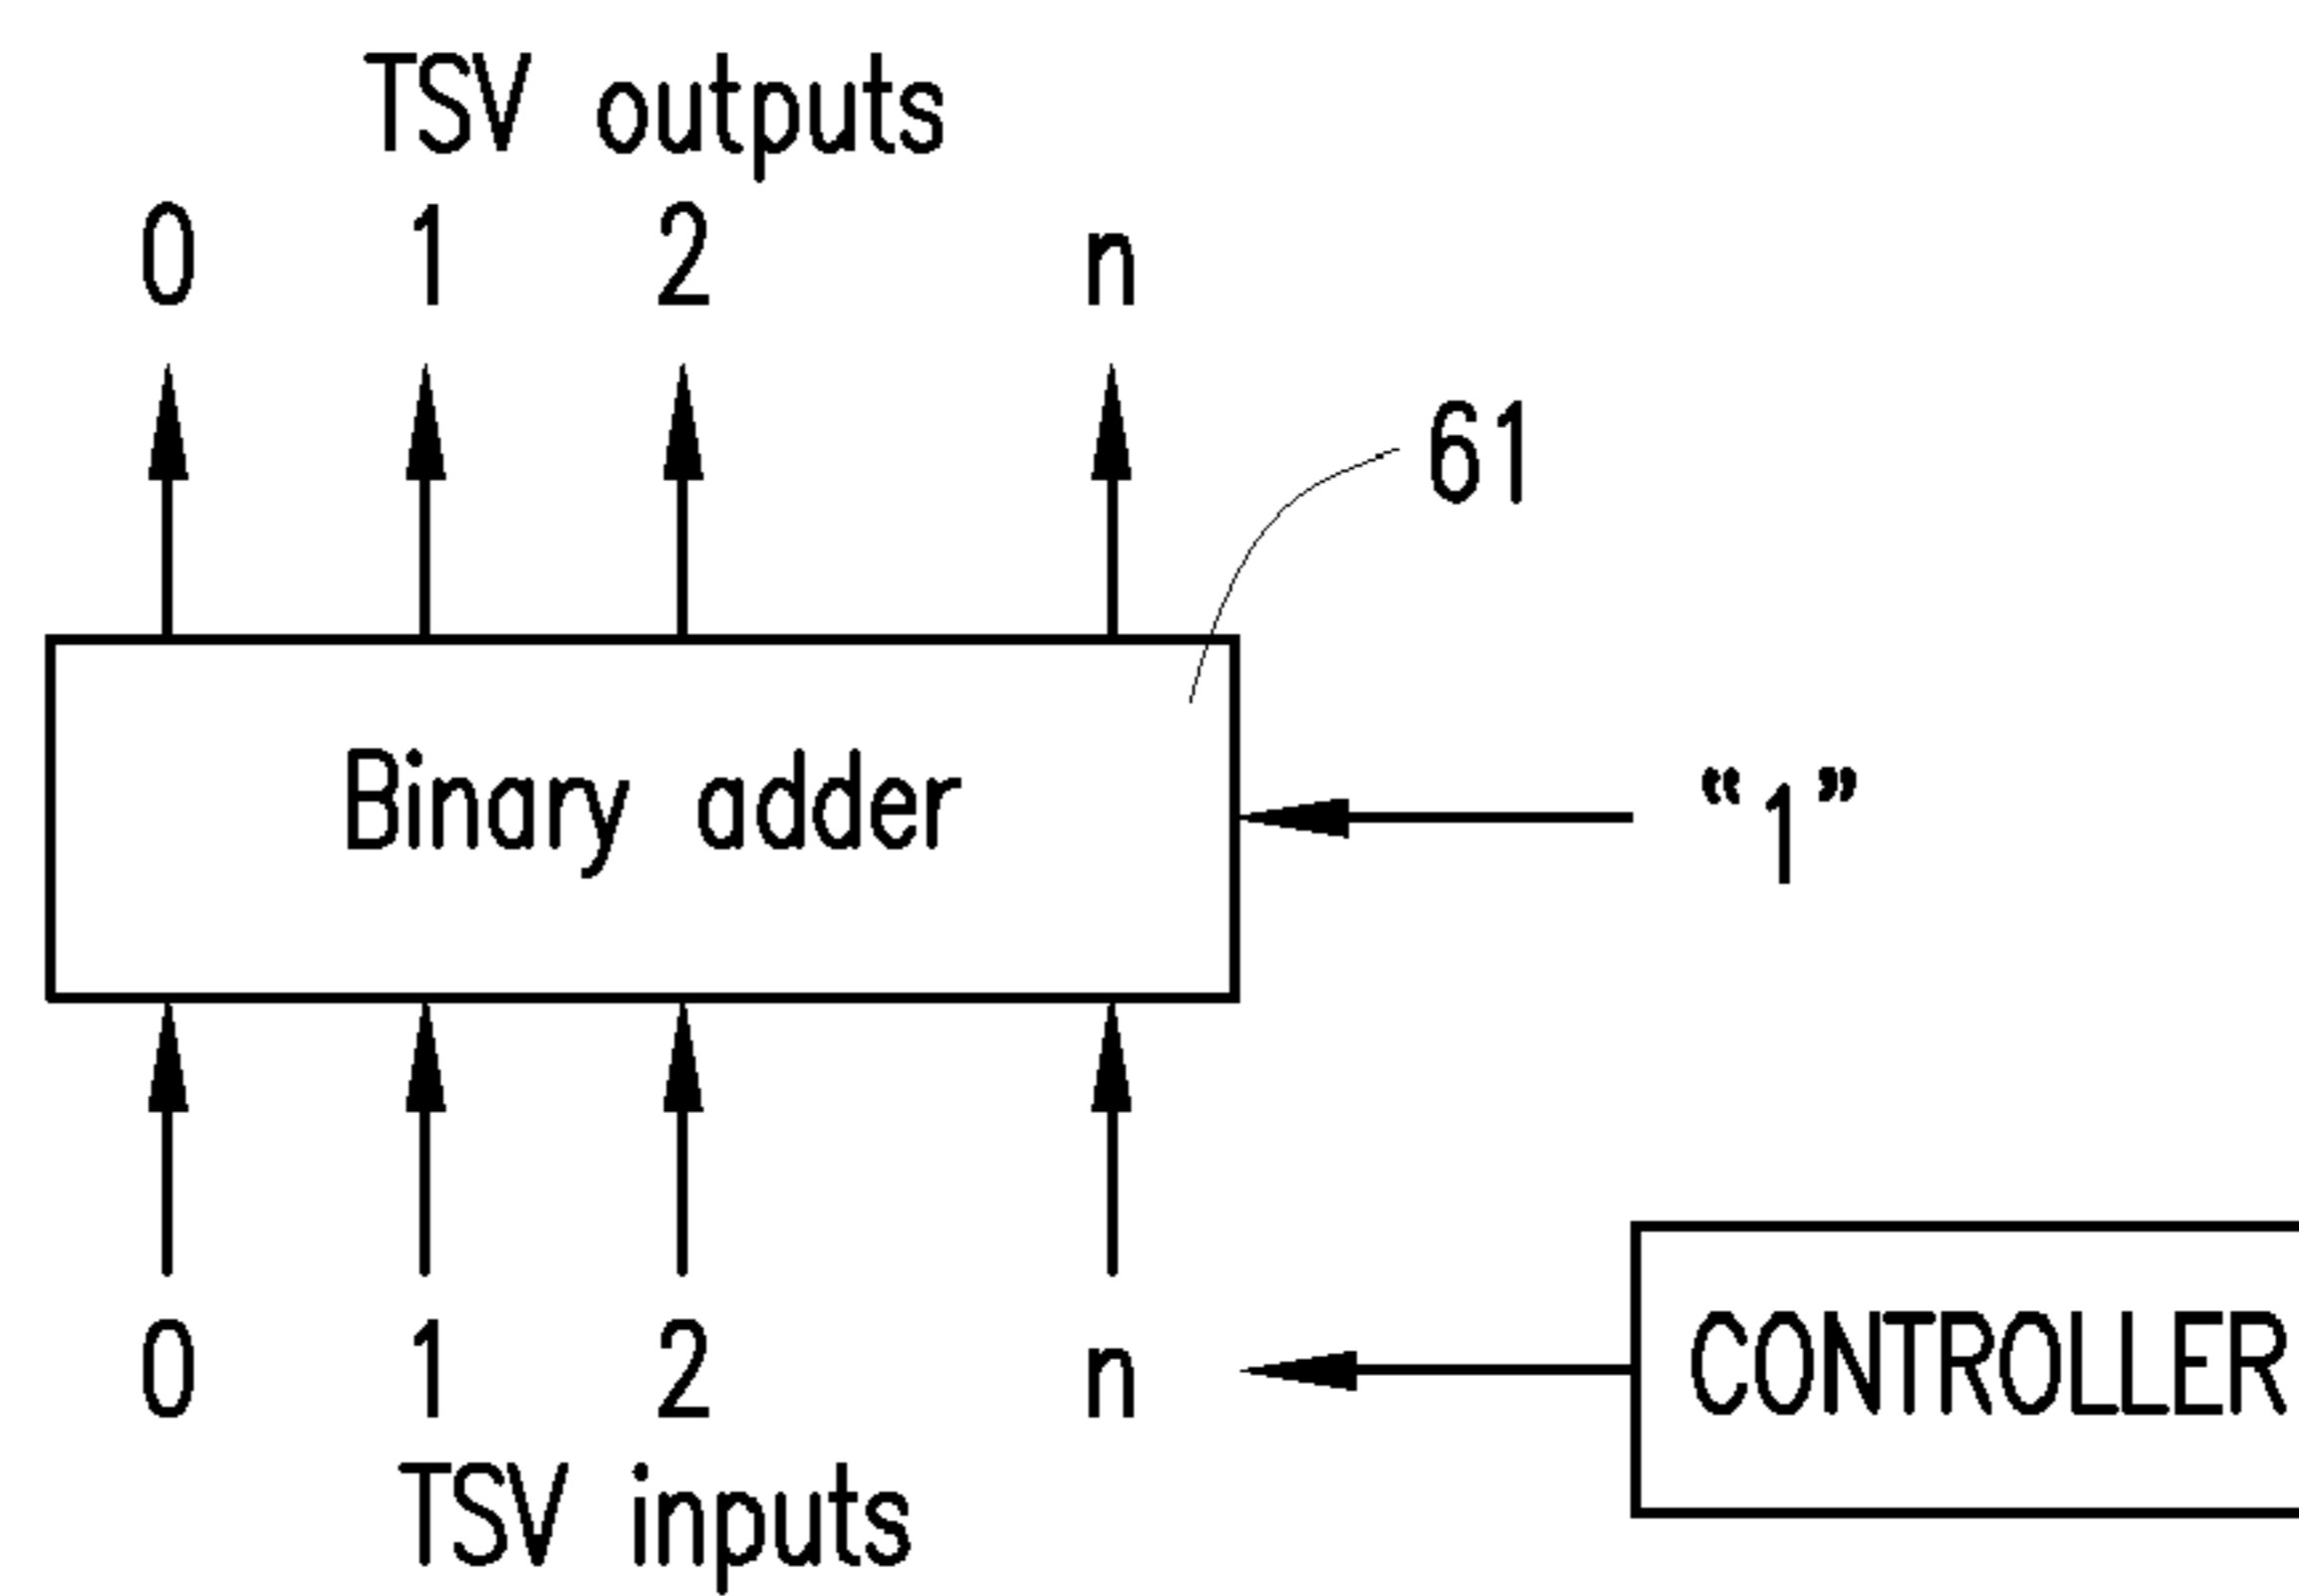 TSV outputs
0 1 2 n
61
Binary adder
“1”
0 1 2 n
CONTROLLER
TSV inputs